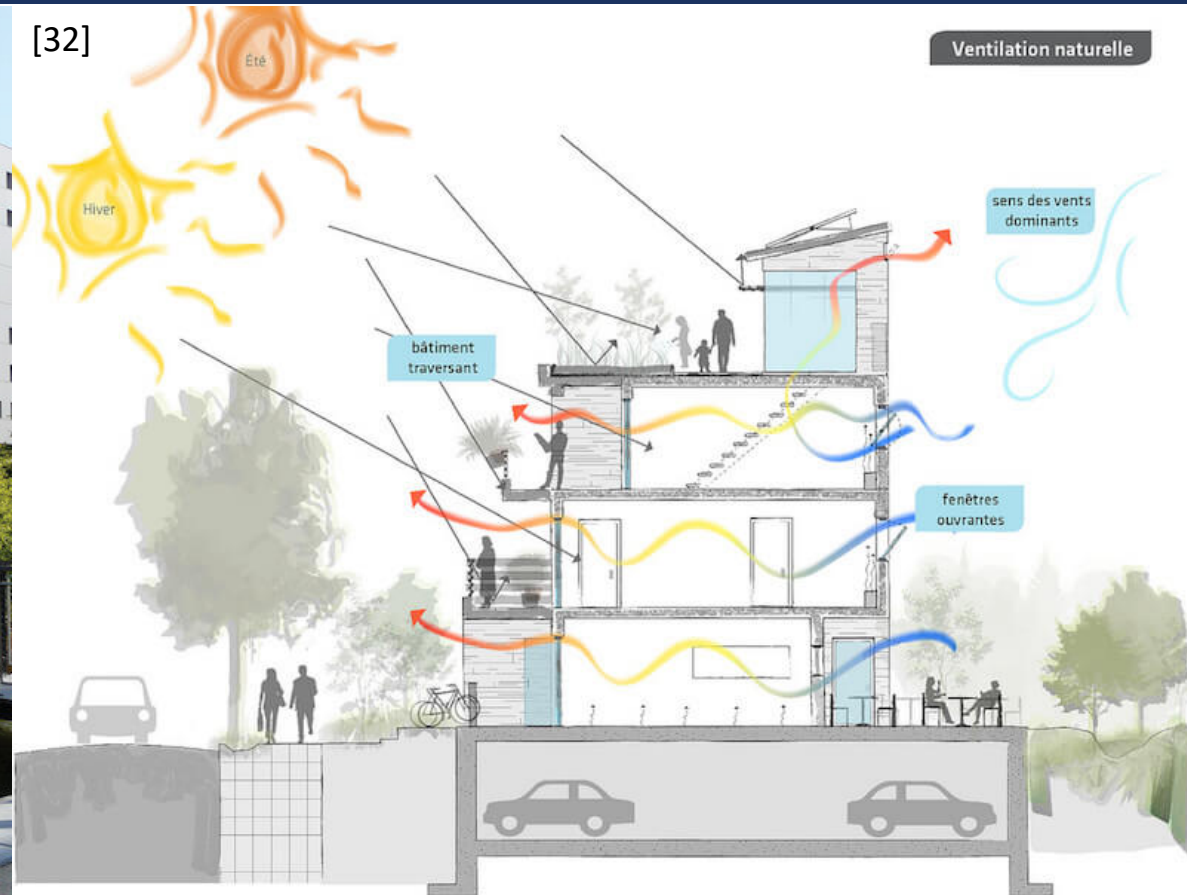 [32]
Été
Ventilation naturelle
Hiver
sens des vents
dominants
bâtiment
traversant
fenêtres
ouvrantes